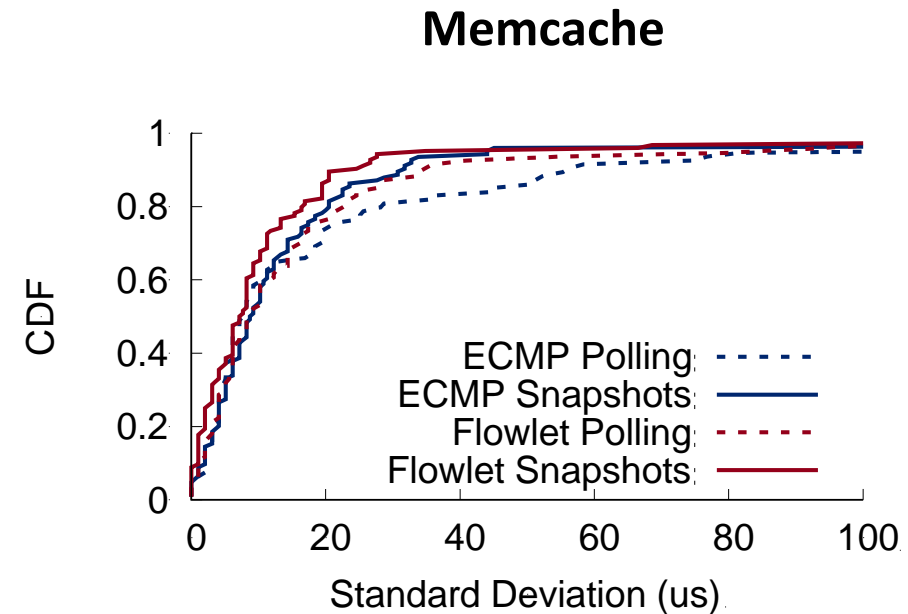 Memcache
1
0.8
0.6
0.4
0.2
0
CDF
ECMP Polling
ECMP Snapshots
Flowlet Polling
Flowlet Snapshots
0 20 40 60 80 100
Standard Deviation (us)